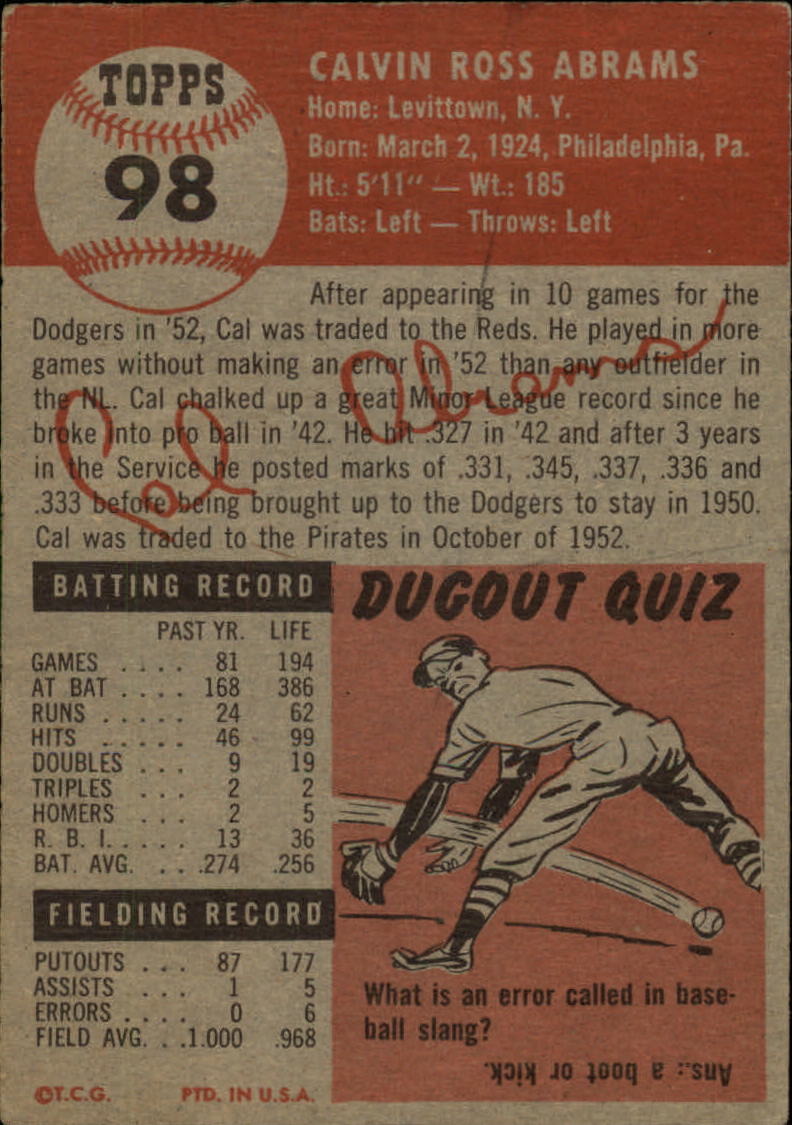 TOPPS
98
CALVIN ROSS ABRAMS
Home: Levittown, N. Y.
Born: March 2, 1924, Philadelphia, Pa.
Ht.: 5'11" — Wt.: 185
Bats: Left — Throws: Left
After appearing in 10 games for the
Dodgers in '52, Cal was traded to the Reds. He played in more
games without making an error in '52 than any outfielder in
the NL. Cal chalked up a great Minor League record since he
broke into pro ball in '42. He hit .327 in '42 and after 3 years
in the Service he posted marks of .331, .345, .337, .336 and
.333 before being brought up to the Dodgers to stay in 1950.
Cal was traded to the Pirates in October of 1952.
Cal Abrams
BATTING RECORD
PAST YR. LIFE
GAMES . . . . 81 194
AT BAT . . . . 168 386
RUNS . . . . . 24 62
HITS . . . . . 46 99
DOUBLES . . . 9 19
TRIPLES . . . 2 2
HOMERS . . . 2 5
R. B. I. . . . . 13 36
BAT. AVG. . . .274 .256
FIELDING RECORD
PUTOUTS . . . 87 177
ASSISTS . . . 1 5
ERRORS . . . . 0 6
FIELD AVG. . .1.000 .968
©T.C.G. PTD. IN U.S.A.
DUGOUT QUIZ
What is an error called in base-
ball slang?
Ans.: a boot or kick.